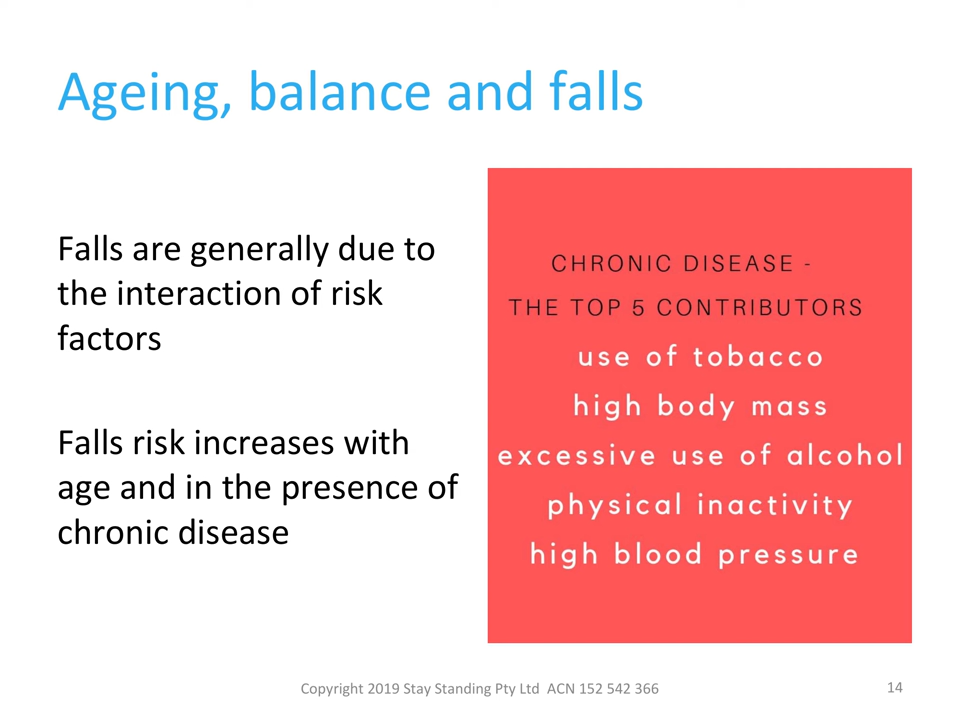 Ageing, balance and falls
Falls are generally due to
the interaction of risk
factors
Falls risk increases with
age and in the presence of
chronic disease
CHRONIC DISEASE -
THE TOP 5 CONTRIBUTORS
use of tobacco
high body mass
excessive use of alcohol
physical inactivity
high blood pressure
Copyright 2019 Stay Standing Pty Ltd  ACN 152 542 366
14